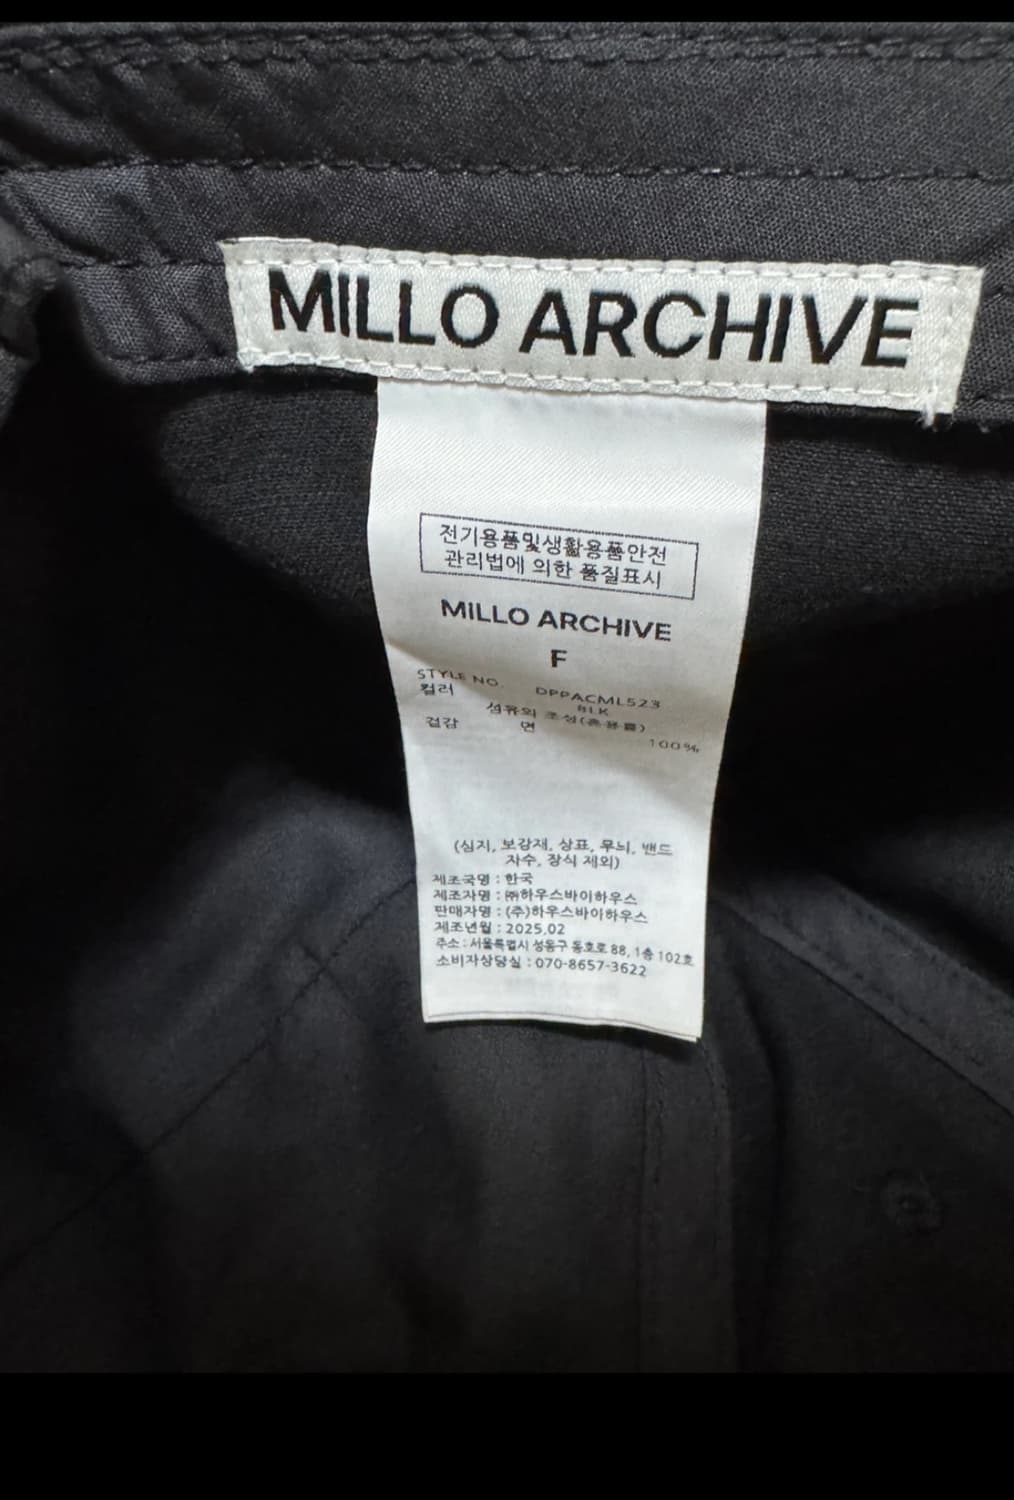 MILLO ARCHIVE
전기용품및생활용품안전
관리법에 의한 품질표시
MILLO ARCHIVE
F
STYLE NO. DPPACML523
컬러 BLK
섬유의 조성(혼용률)
겉감 면 100%
(심지, 보강재, 상표, 무늬, 밴드
자수, 장식 제외)
제조국명 : 한국
제조자명 : ㈜하우스바이하우스
판매자명 : (주)하우스바이하우스
제조년월 : 2025.02
주소 : 서울특별시 성동구 동호로 88, 1층 102호
소비자상담실 : 070-8657-3622